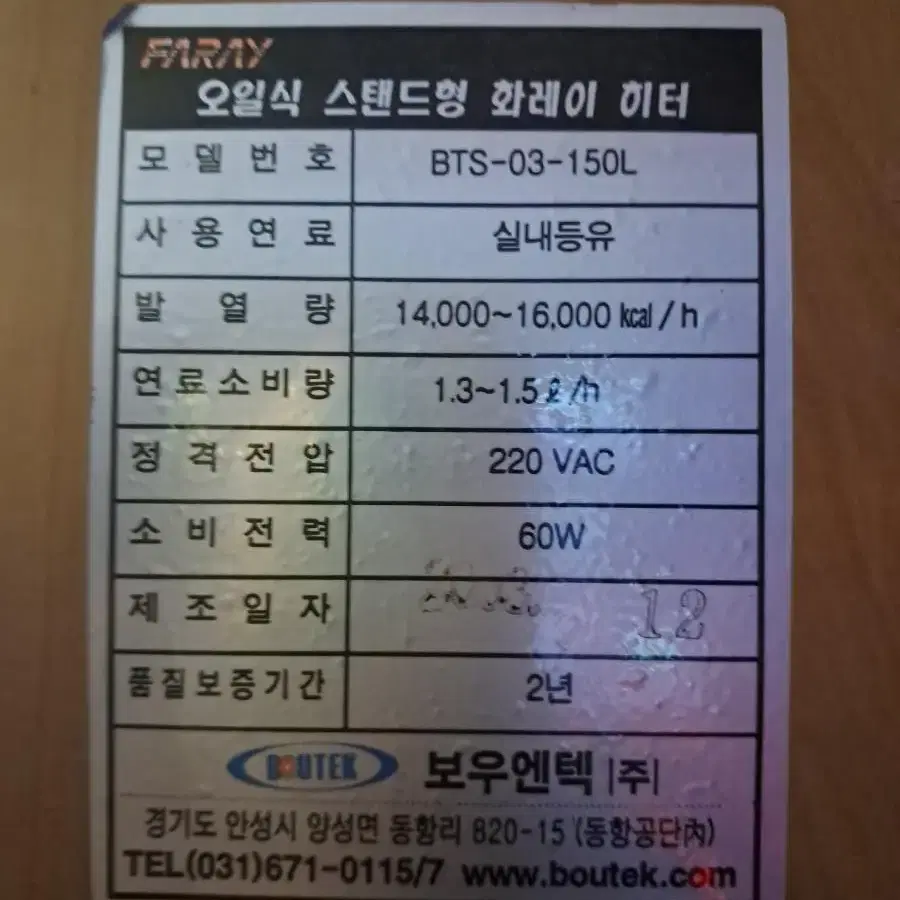 FARAY
오일식 스탠드형 화레이 히터
모델번호 BTS-03-150L
사용연료 실내등유
발열량 14,000~16,000 ㎉/h
연료소비량 1.3~1.5ℓ/h
정격전압 220 VAC
소비전력 60W
제조일자 12
품질보증기간 2년
BOUTEK 보우엔텍 |주|
경기도 안성시 양성면 동항리 820-15 (동항공단內)
TEL(031)671-0115/7 www.boutek.com